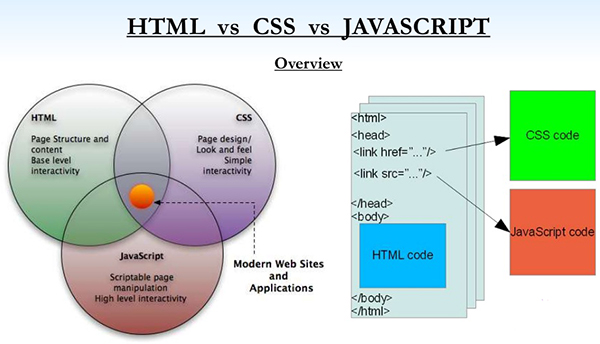 HTML vs CSS vs JAVASCRIPT
Overview
HTML
Page Structure and
content
Base level
interactivity
CSS
Page design/
Look and feel
Simple
interactivity
JavaScript
Scriptable page
manipulation
High level interactivity
Modern Web Sites
and
Applications
<html>
<head>
<link href="..."/>
<link src="..."/>
</head>
<body>
HTML code
</body>
</html>
CSS code
JavaScript code